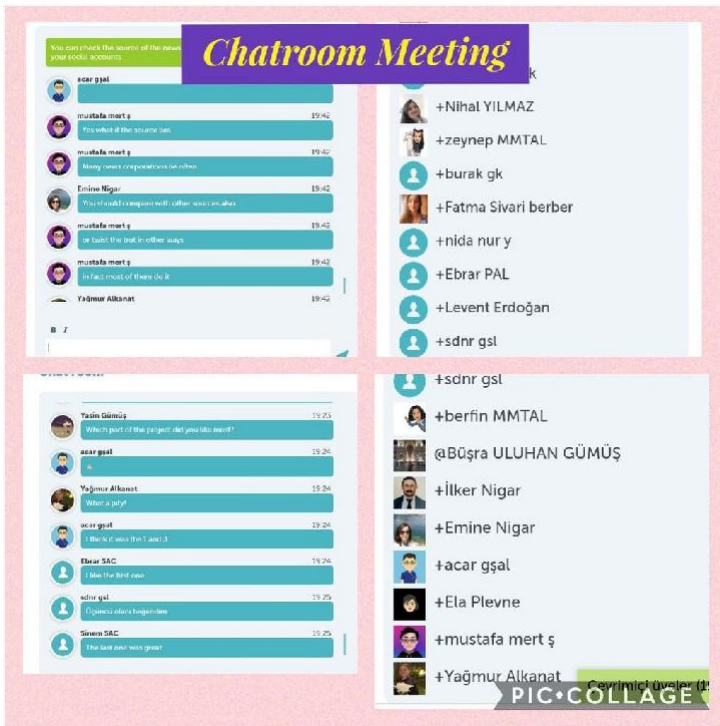 Chatroom Meeting
You can check the source of the news
your social accounts
acar gşal
mustafa mert ş 19:42
Yes what if the source lies
mustafa mert ş 19:42
Many news corporations lie often
Emine Nigar 19:42
You should compare with other sources also
mustafa mert ş 19:42
or twist the but in other ways
mustafa mert ş 19:42
in fact most of them do it
Yağmur Alkanat 19:42
B I
k
+Nihal YILMAZ
+zeynep MMTAL
+burak gk
+Fatma Sivari berber
+nida nur y
+Ebrar PAL
+Levent Erdoğan
+sdnr gsl
Yasin Gümüş 19:23
Which part of the project did you like most?
acar gşal 19:24
Yağmur Alkanat 19:24
What a pity!
acar gşal 19:24
I think it was the 1 and 3
Ebrar SAC 19:24
I like the first one
sdnr gsl 19:25
Üçüncü olanı beğendim
Sinem SAC 19:25
The last one was great
+sdnr gsl
+berfin MMTAL
@Büşra ULUHAN GÜMÜŞ
+İlker Nigar
+Emine Nigar
+acar gşal
+Ela Plevne
+mustafa mert ş
+Yağmur Alkanat
Çevrimiçi üyeler (19
PIC•COLLAGE